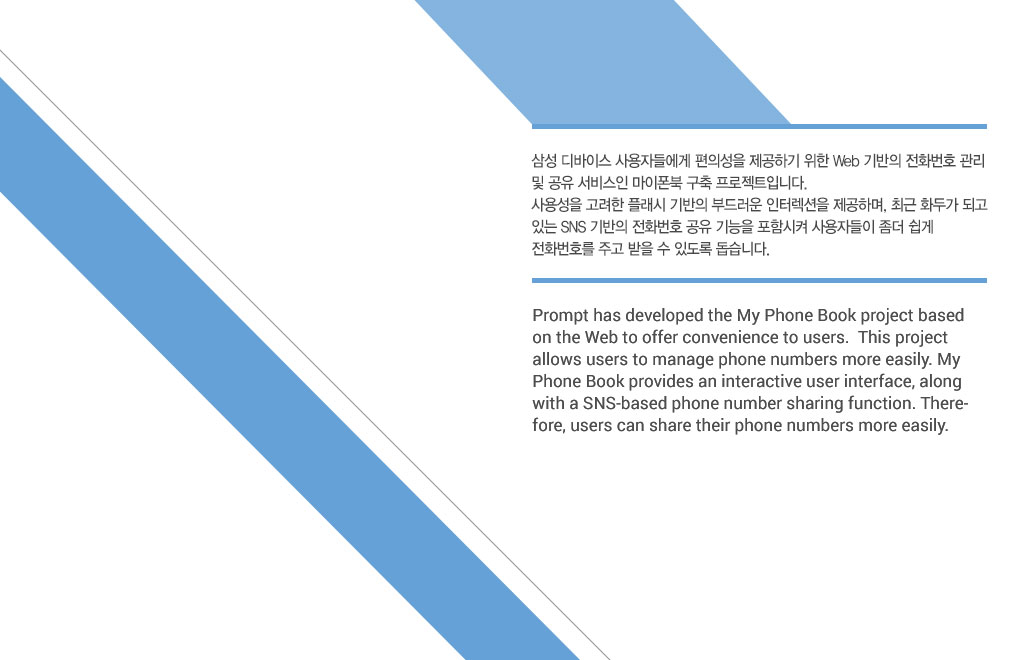 삼성 디바이스 사용자들에게 편의성을 제공하기 위한 Web 기반의 전화번호 관리
및 공유 서비스인 마이폰북 구축 프로젝트입니다.
사용성을 고려한 플래시 기반의 부드러운 인터렉션을 제공하며, 최근 화두가 되고
있는 SNS 기반의 전화번호 공유 기능을 포함시켜 사용자들이 좀더 쉽게
전화번호를 주고 받을 수 있도록 돕습니다.
Prompt has developed the My Phone Book project based
on the Web to offer convenience to users.  This project
allows users to manage phone numbers more easily. My
Phone Book provides an interactive user interface, along
with a SNS-based phone number sharing function. There-
fore, users can share their phone numbers more easily.